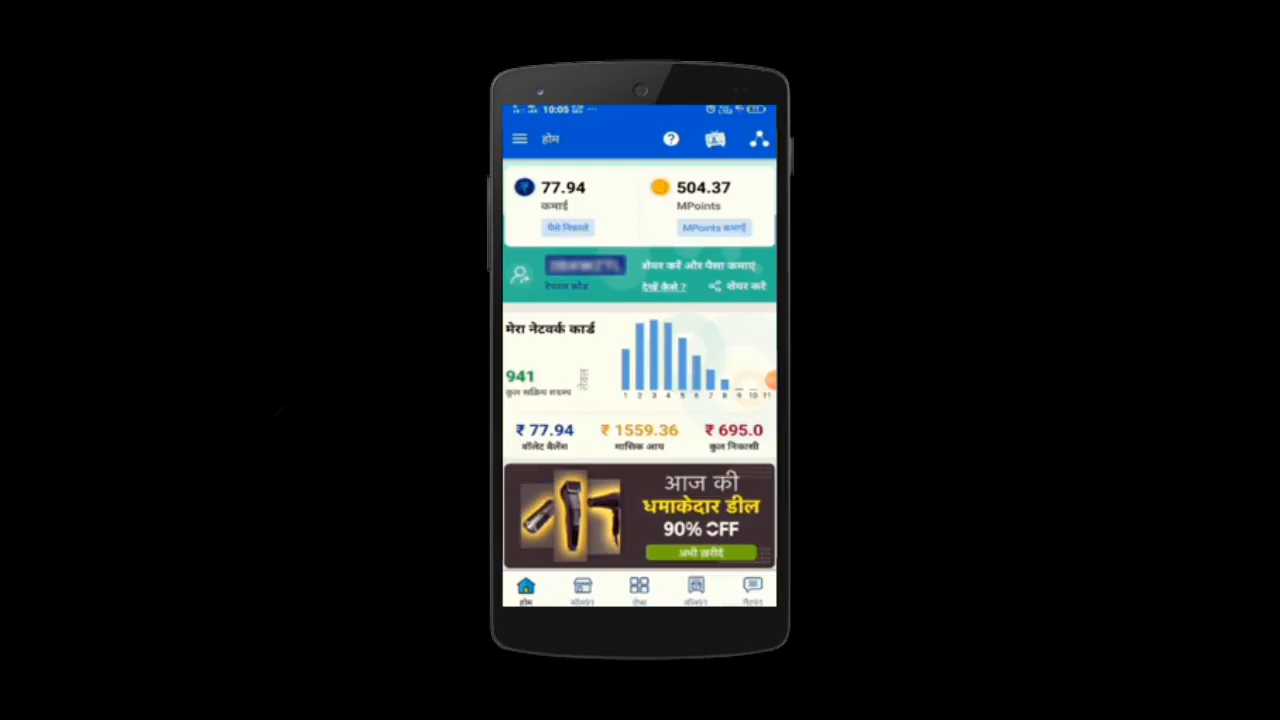 10:05
होम
77.94
कमाई
पैसे निकाले
504.37
MPoints
MPoints कमाएँ
शेयर करें और पैसा कमाएं
रेफरल कोड
देखें कैसे ?
शेयर करे
मेरा नेटवर्क कार्ड
941
कुल सक्रिय सदस्य
1 2 3 4 5 6 7 8 9 10 11
₹ 77.94
वॉलेट बैलेंस
₹ 1559.36
मासिक आय
₹ 695.0
कुल निकासी
आज की
धमाकेदार डील
90% OFF
अभी ख़रीदे
होम